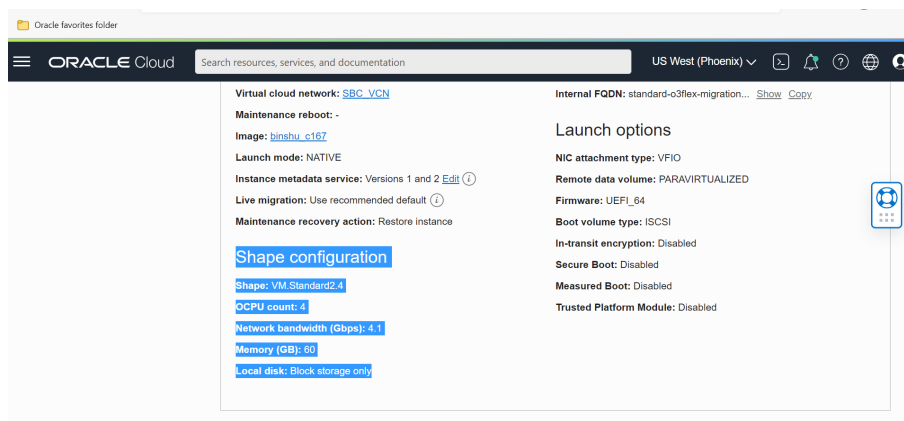 Oracle favorites folder
ORACLE Cloud
Search resources, services, and documentation
US West (Phoenix)
Virtual cloud network: SBC_VCN
Maintenance reboot: -
Image: binshu_c167
Launch mode: NATIVE
Instance metadata service: Versions 1 and 2 Edit
Live migration: Use recommended default
Maintenance recovery action: Restore instance
Shape configuration
Shape: VM.Standard2.4
OCPU count: 4
Network bandwidth (Gbps): 4.1
Memory (GB): 60
Local disk: Block storage only
Internal FQDN: standard-o3flex-migration... Show Copy
Launch options
NIC attachment type: VFIO
Remote data volume: PARAVIRTUALIZED
Firmware: UEFI_64
Boot volume type: ISCSI
In-transit encryption: Disabled
Secure Boot: Disabled
Measured Boot: Disabled
Trusted Platform Module: Disabled